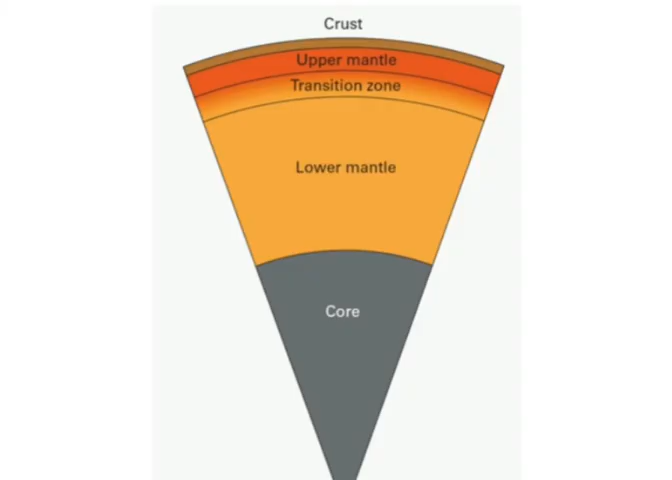 Crust
Upper mantle
Transition zone
Lower mantle
Core